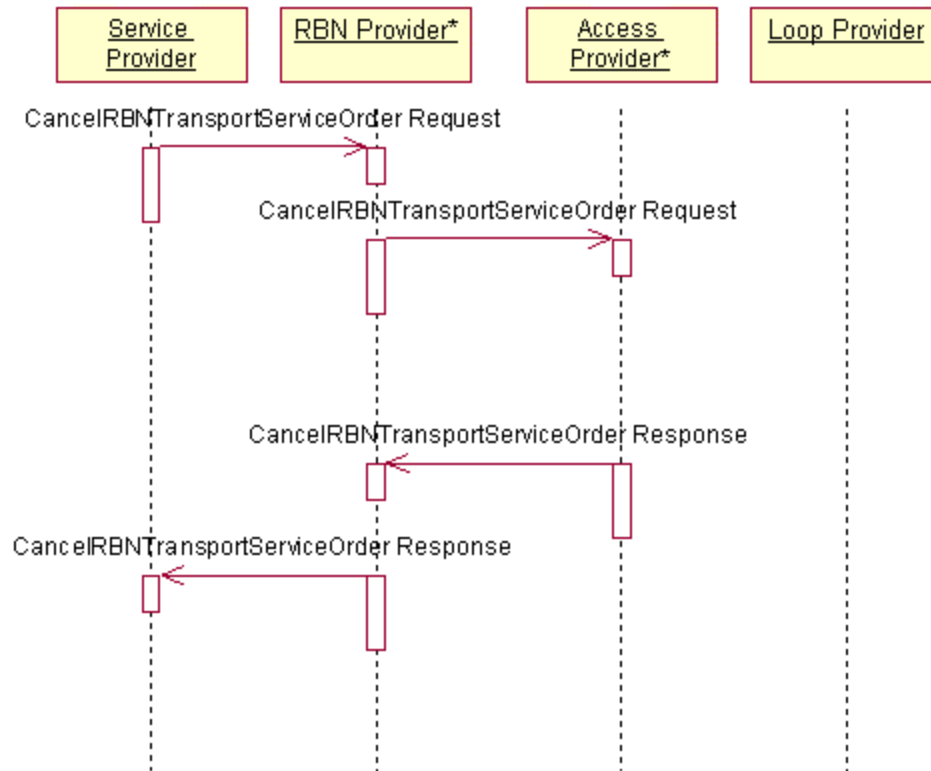 Service
Provider
RBN Provider*
Access
Provider*
Loop Provider
CancelRBNTransportServiceOrder Request
CancelRBNTransportServiceOrder Request
CancelRBNTransportServiceOrder Response
CancelRBNTransportServiceOrder Response